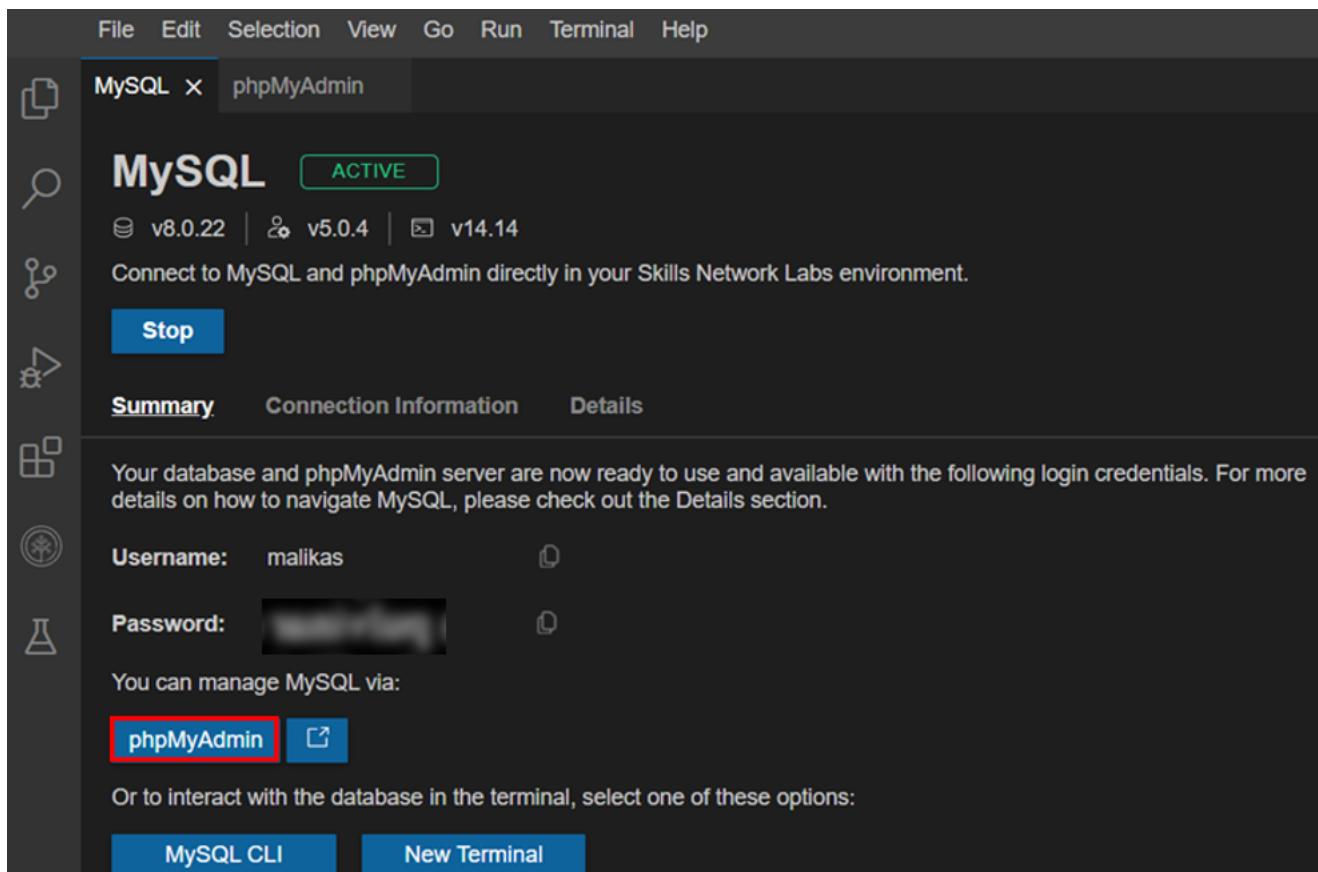 File Edit Selection View Go Run Terminal Help
MySQL phpMyAdmin
MySQL ACTIVE
v8.0.22 v5.0.4 v14.14
Connect to MySQL and phpMyAdmin directly in your Skills Network Labs environment.
Stop
Summary Connection Information Details
Your database and phpMyAdmin server are now ready to use and available with the following login credentials. For more
details on how to navigate MySQL, please check out the Details section.
Username: malikas
Password:
You can manage MySQL via:
phpMyAdmin
Or to interact with the database in the terminal, select one of these options:
MySQL CLI New Terminal